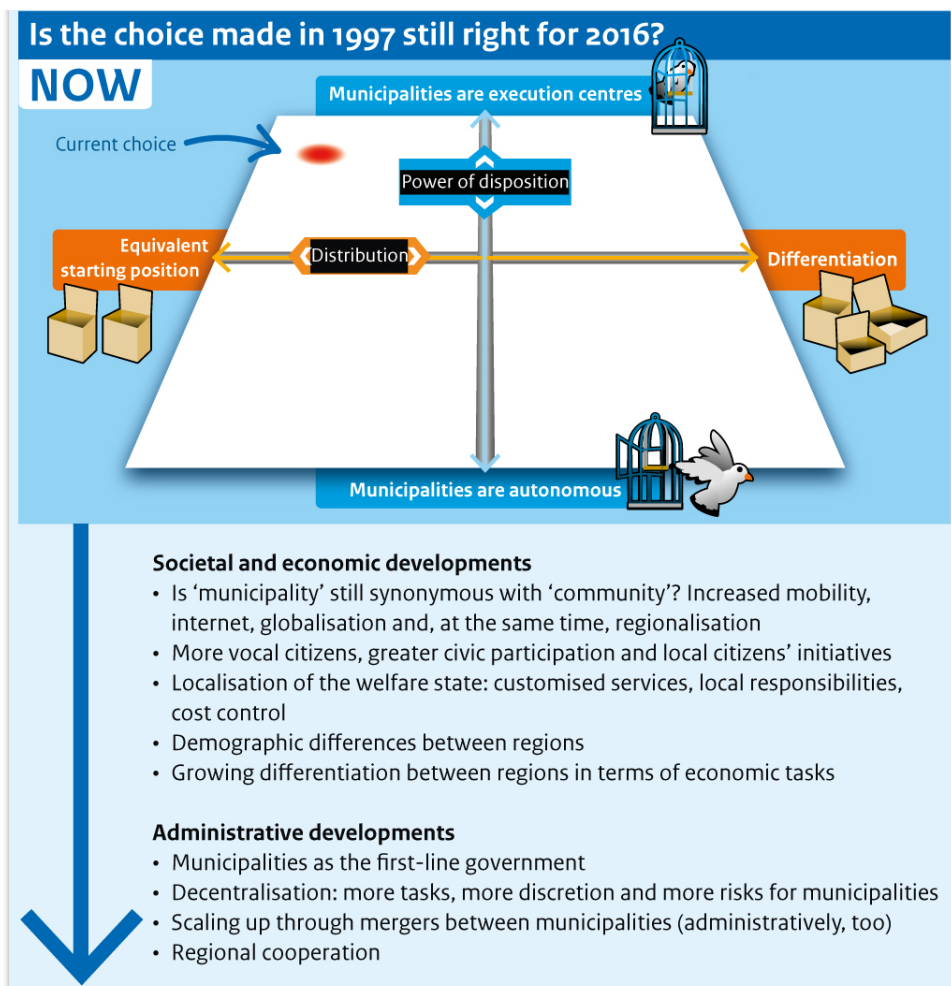 Is the choice made in 1997 still right for 2016?
NOW
Municipalities are execution centres
Current choice
Power of disposition
Equivalent
starting position
Distribution
Differentiation
Municipalities are autonomous
Societal and economic developments
• Is ‘municipality’ still synonymous with ‘community’? Increased mobility,
internet, globalisation and, at the same time, regionalisation
• More vocal citizens, greater civic participation and local citizens’ initiatives
• Localisation of the welfare state: customised services, local responsibilities,
cost control
• Demographic differences between regions
• Growing differentiation between regions in terms of economic tasks
Administrative developments
• Municipalities as the first-line government
• Decentralisation: more tasks, more discretion and more risks for municipalities
• Scaling up through mergers between municipalities (administratively, too)
• Regional cooperation